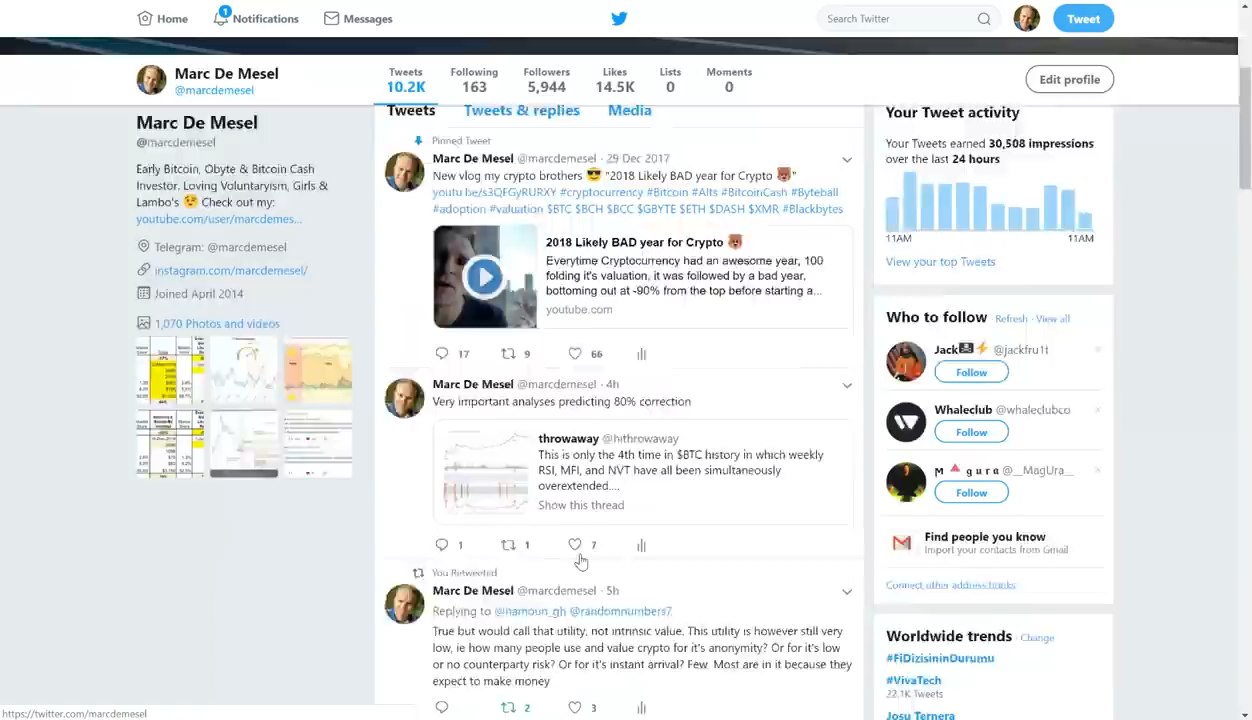 Home
1
Notifications
Messages
Search Twitter
Tweet
Marc De Mesel
@marcdemesel
Tweets
10.2K
Following
163
Followers
5,944
Likes
14.5K
Lists
0
Moments
0
Edit profile
Marc De Mesel
@marcdemesel
Early Bitcoin, Obyte & Bitcoin Cash
Investor. Loving Voluntaryism, Girls &
Lambo's 😉 Check out my:
youtube.com/user/marcdemes...
Telegram: @marcdemesel
instagram.com/marcdemesel/
Joined April 2014
1,070 Photos and videos
Tweets
Tweets & replies
Media
Pinned Tweet
Marc De Mesel @marcdemesel · 29 Dec 2017
New vlog my crypto brothers 😎 "2018 Likely BAD year for Crypto 🐻"
youtu.be/s3QFGyRURXY #cryptocurrency #Bitcoin #Alts #BitcoinCash #Byteball
#adoption #valuation $BTC $BCH $BCC $GBYTE $ETH $DASH $XMR #Blackbytes
2018 Likely BAD year for Crypto 🐻
Everytime Cryptocurrency had an awesome year, 100
folding it's valuation, it was followed by a bad year,
bottoming out at -90% from the top before starting a...
youtube.com
17
9
66
Marc De Mesel @marcdemesel · 4h
Very important analyses predicting 80% correction
throwaway @hithrowaway
This is only the 4th time in $BTC history in which weekly
RSI, MFI, and NVT have all been simultaneously
overextended....
Show this thread
1
1
7
You Retweeted
Marc De Mesel @marcdemesel · 5h
Replying to @hamoun_gh @randomnumbers7
True but would call that utility, not intrinsic value. This utility is however still very
low, ie how many people use and value crypto for it's anonymity? Or for it's low
or no counterparty risk? Or for it's instant arrival? Few. Most are in it because they
expect to make money
2
3
Your Tweet activity
Your Tweets earned 30,508 impressions
over the last 24 hours
11AM
11AM
View your top Tweets
Who to follow · Refresh · View all
Jack🏴‍☠️⚡ @jackfru1t
Follow
Whaleclub @whaleclubco
Follow
M 🔺 g u r a @__MagUra__
Follow
Find people you know
Import your contacts from Gmail
Connect other address books
Worldwide trends · Change
#FiDizisininDurumu
#VivaTech
22.1K Tweets
Josu Ternera
https://twitter.com/marcdemesel